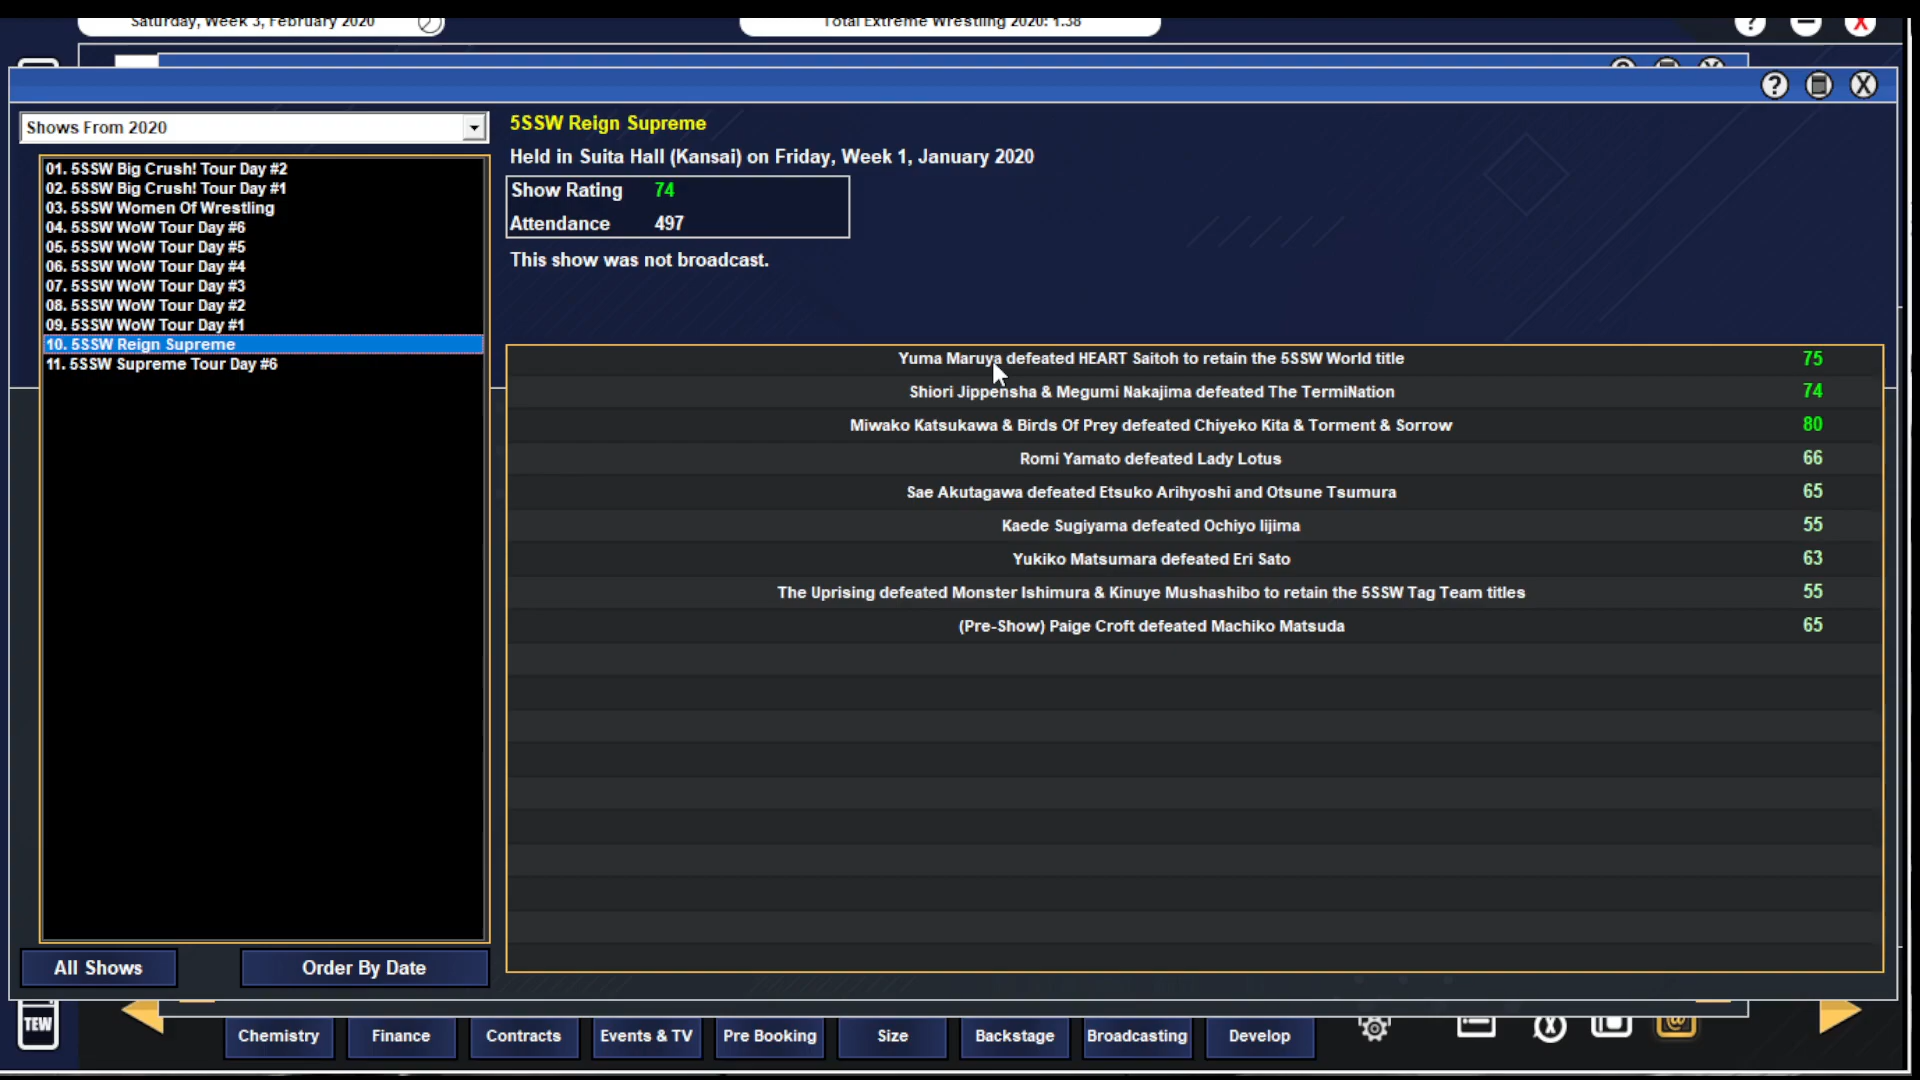 Saturday, Week 3, February 2020
Total Extreme Wrestling 2020: 1.38
? X
? X
Shows From 2020
01. 5SSW Big Crush! Tour Day #2
02. 5SSW Big Crush! Tour Day #1
03. 5SSW Women Of Wrestling
04. 5SSW WoW Tour Day #6
05. 5SSW WoW Tour Day #5
06. 5SSW WoW Tour Day #4
07. 5SSW WoW Tour Day #3
08. 5SSW WoW Tour Day #2
09. 5SSW WoW Tour Day #1
10. 5SSW Reign Supreme
11. 5SSW Supreme Tour Day #6
All Shows
Order By Date
5SSW Reign Supreme
Held in Suita Hall (Kansai) on Friday, Week 1, January 2020
Show Rating 74
Attendance 497
This show was not broadcast.
Yuma Maruya defeated HEART Saitoh to retain the 5SSW World title 75
Shiori Jippensha & Megumi Nakajima defeated The TermiNation 74
Miwako Katsukawa & Birds Of Prey defeated Chiyeko Kita & Torment & Sorrow 80
Romi Yamato defeated Lady Lotus 66
Sae Akutagawa defeated Etsuko Arihyoshi and Otsune Tsumura 65
Kaede Sugiyama defeated Ochiyo Iijima 55
Yukiko Matsumara defeated Eri Sato 63
The Uprising defeated Monster Ishimura & Kinuye Mushashibo to retain the 5SSW Tag Team titles 55
(Pre-Show) Paige Croft defeated Machiko Matsuda 65
TEW
Chemistry
Finance
Contracts
Events & TV
Pre Booking
Size
Backstage
Broadcasting
Develop